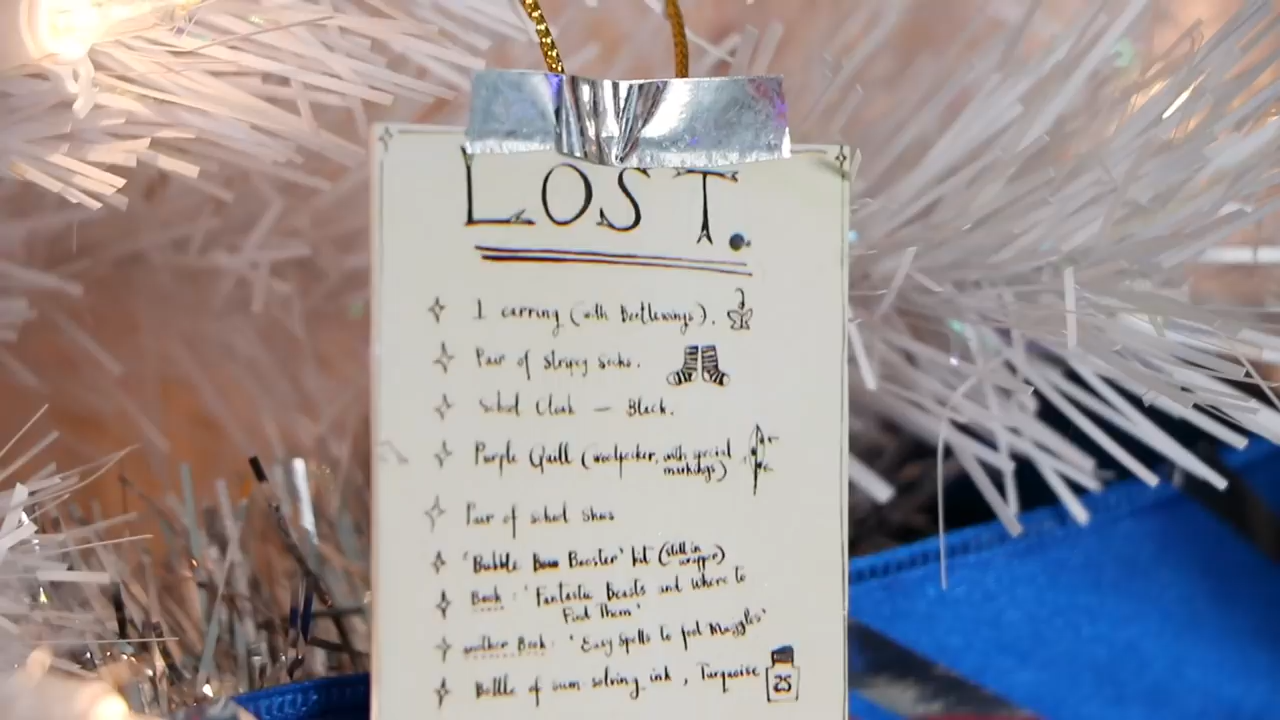 LOST.
1 earring (with Beetlewings).
Pair of stripey socks.
School Cloak — Black.
Purple Quill (woodpecker, with special
markings)
Pair of school shoes
'Bubble Beau Booster' kit (still in
wrapper)
Book: 'Fantastic Beasts and where to
Find Them'
another Book: 'Easy Spells to fool Muggles'
Bottle of sum-solving ink, Turquoise
25